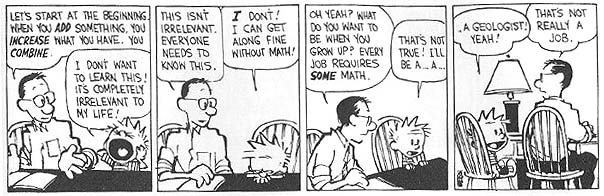 LET'S START AT THE BEGINNING.
WHEN YOU ADD SOMETHING, YOU
INCREASE WHAT YOU HAVE. YOU
COMBINE.
I DON'T WANT
TO LEARN THIS!
IT'S COMPLETELY
IRRELEVANT TO
MY LIFE!
THIS ISN'T
IRRELEVANT.
EVERYONE
NEEDS TO
KNOW THIS.
I DON'T!
I CAN GET
ALONG FINE
WITHOUT MATH!
OH YEAH? WHAT
DO YOU WANT TO
BE WHEN YOU
GROW UP? EVERY
JOB REQUIRES
SOME MATH.
THAT'S NOT
TRUE! I'LL
BE A ... A...
..A GEOLOGIST!
YEAH!
THAT'S NOT
REALLY A
JOB.